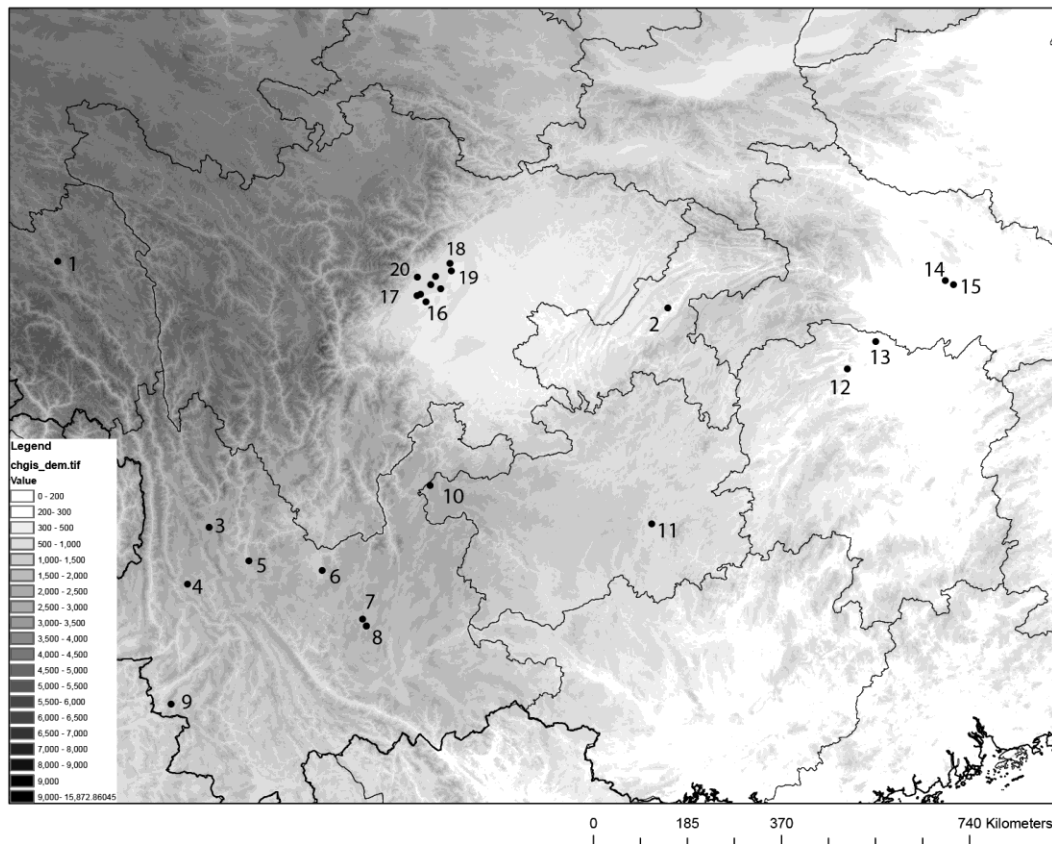 1
18
20
19
17
16
2
14
15
13
12
Legend
chgis_dem.tif
Value
0 - 200
200- 300
300 - 500
500 - 1,000
1,000- 1,500
1,500 - 2,000
2,000 - 2,500
2,500 - 3,000
3,000- 3,500
3,500 - 4,000
4,000 - 4,500
4,500 - 5,000
5,000 - 5,500
5,500 - 6,000
6,000 - 6,500
6,500 - 7,000
7,000 - 8,000
8,000 - 9,000
9,000
9,000 - 15,872.86045
10
3
11
5
6
4
7
8
9
0 185 370 740 Kilometers